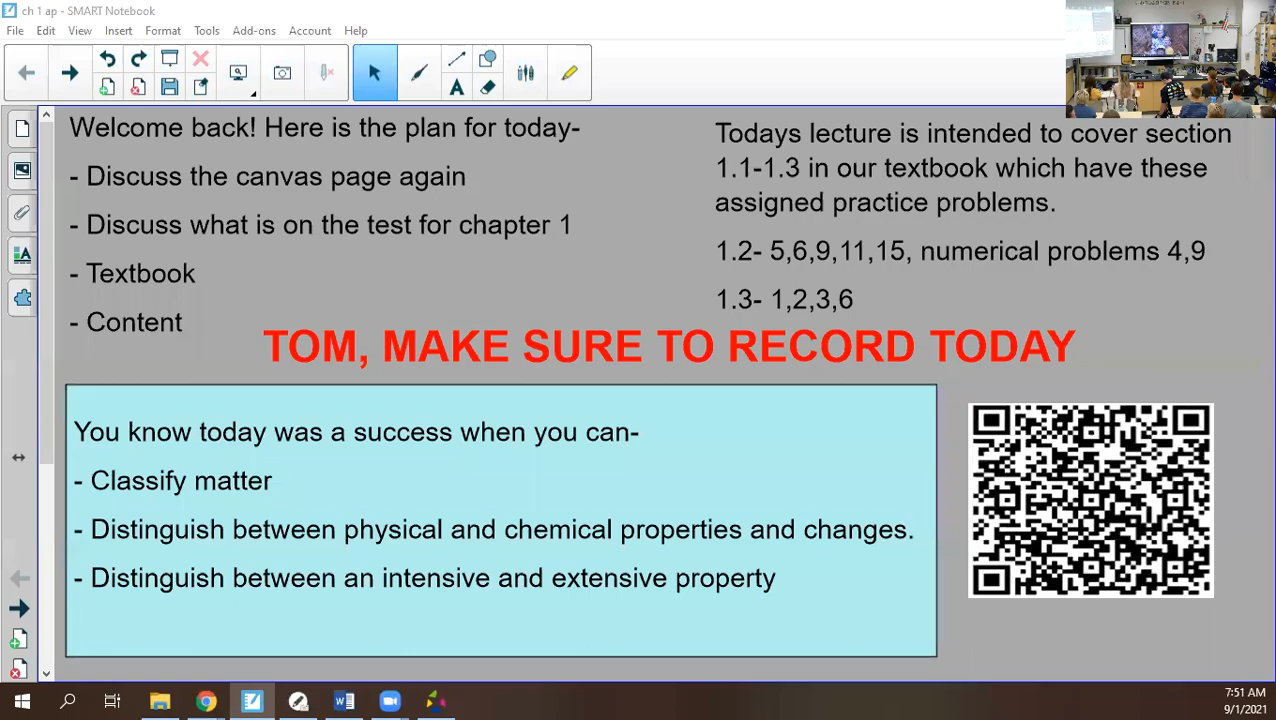 ch 1 ap - SMART Notebook
File Edit View Insert Format Tools Add-ons Account Help
Welcome back! Here is the plan for today-
- Discuss the canvas page again
- Discuss what is on the test for chapter 1
- Textbook
- Content
Todays lecture is intended to cover section
1.1-1.3 in our textbook which have these
assigned practice problems.
1.2- 5,6,9,11,15, numerical problems 4,9
1.3- 1,2,3,6
TOM, MAKE SURE TO RECORD TODAY
You know today was a success when you can-
- Classify matter
- Distinguish between physical and chemical properties and changes.
- Distinguish between an intensive and extensive property
7:51 AM
9/1/2021